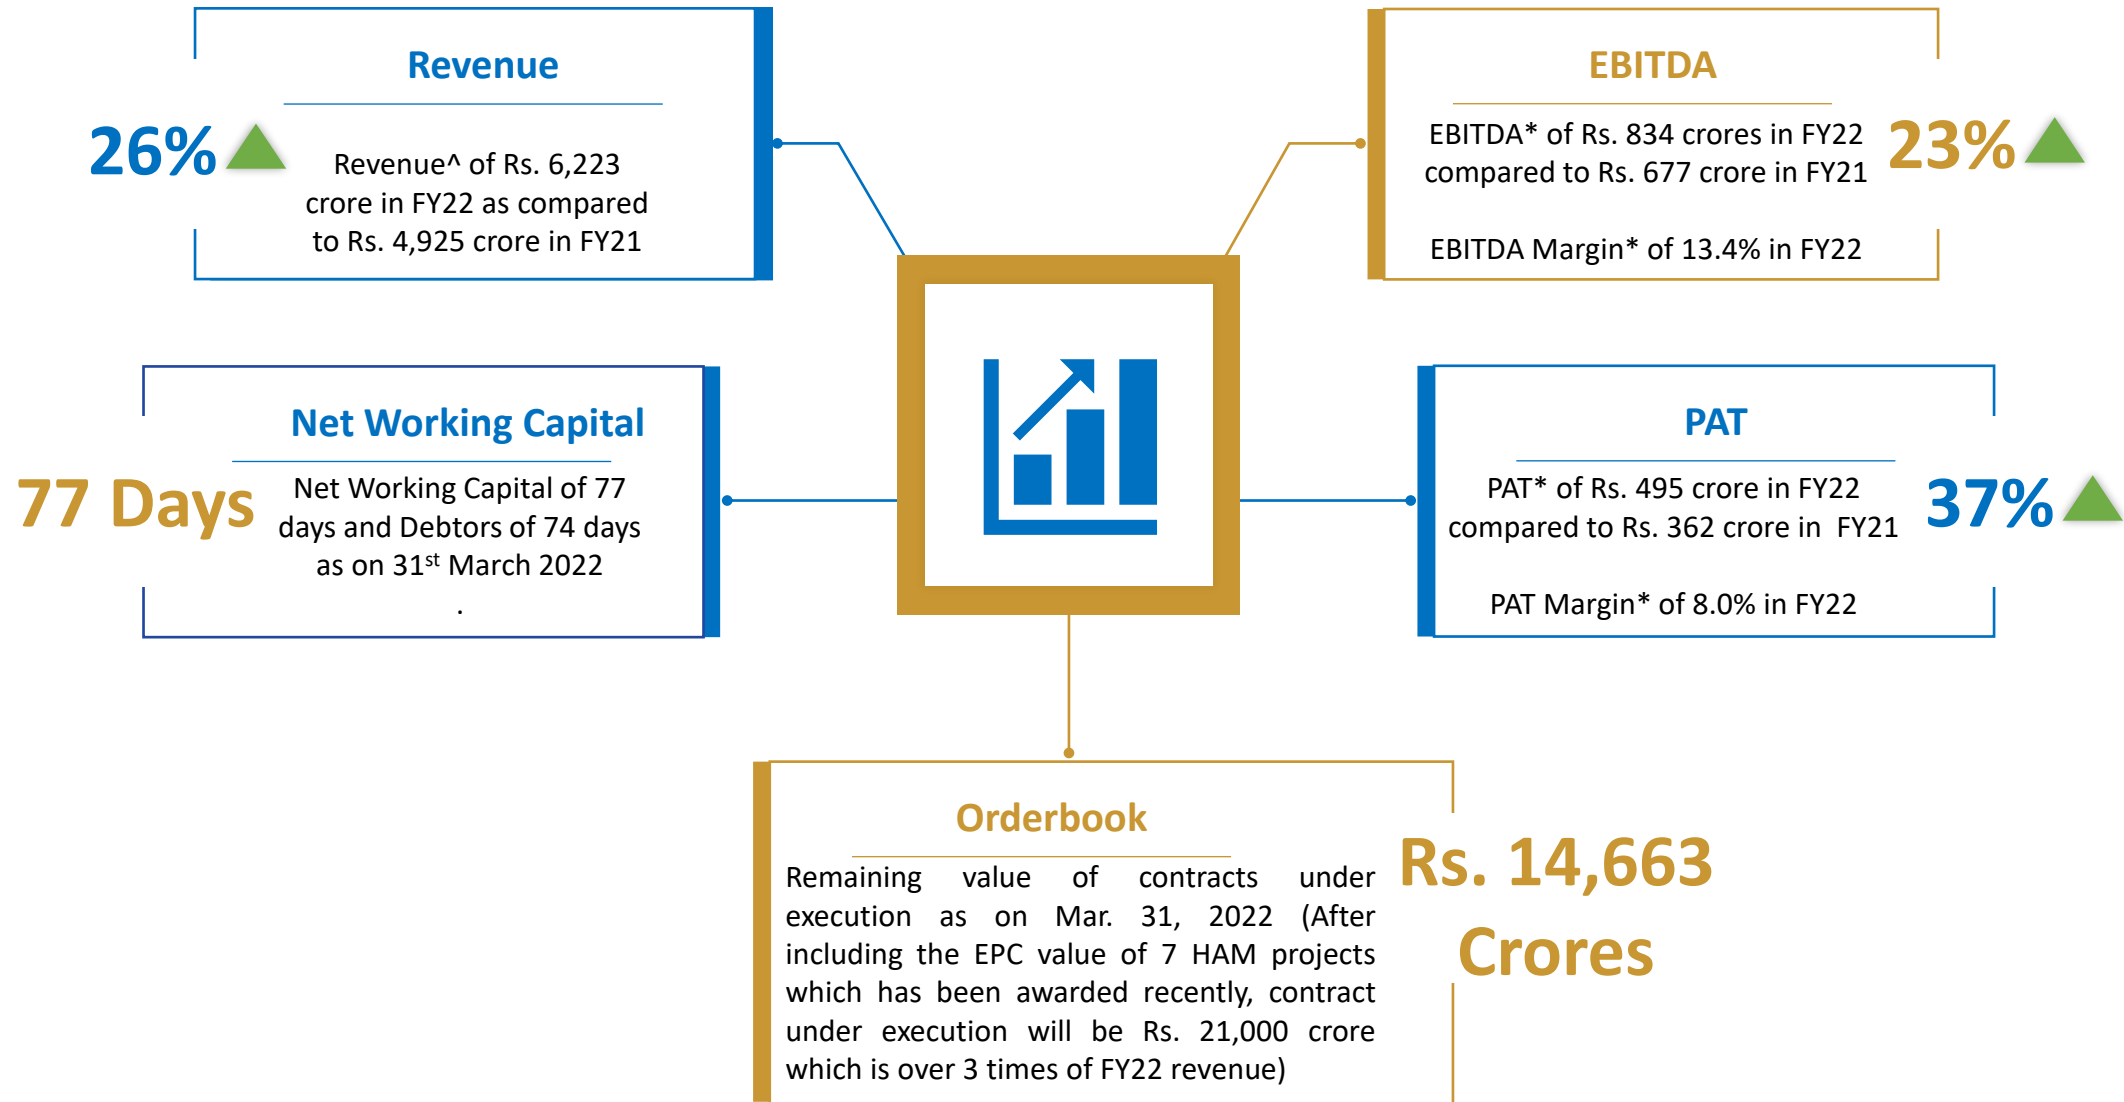 Revenue
26%
Revenue^ of Rs. 6,223
crore in FY22 as compared
to Rs. 4,925 crore in FY21
EBITDA
EBITDA* of Rs. 834 crores in FY22
compared to Rs. 677 crore in FY21
23%
EBITDA Margin* of 13.4% in FY22
Net Working Capital
77 Days
Net Working Capital of 77
days and Debtors of 74 days
as on 31st March 2022
.
PAT
PAT* of Rs. 495 crore in FY22
compared to Rs. 362 crore in  FY21
37%
PAT Margin* of 8.0% in FY22
Orderbook
Remaining value of contracts under
execution as on Mar. 31, 2022 (After
including the EPC value of 7 HAM projects
which has been awarded recently, contract
under execution will be Rs. 21,000 crore
which is over 3 times of FY22 revenue)
Rs. 14,663
Crores